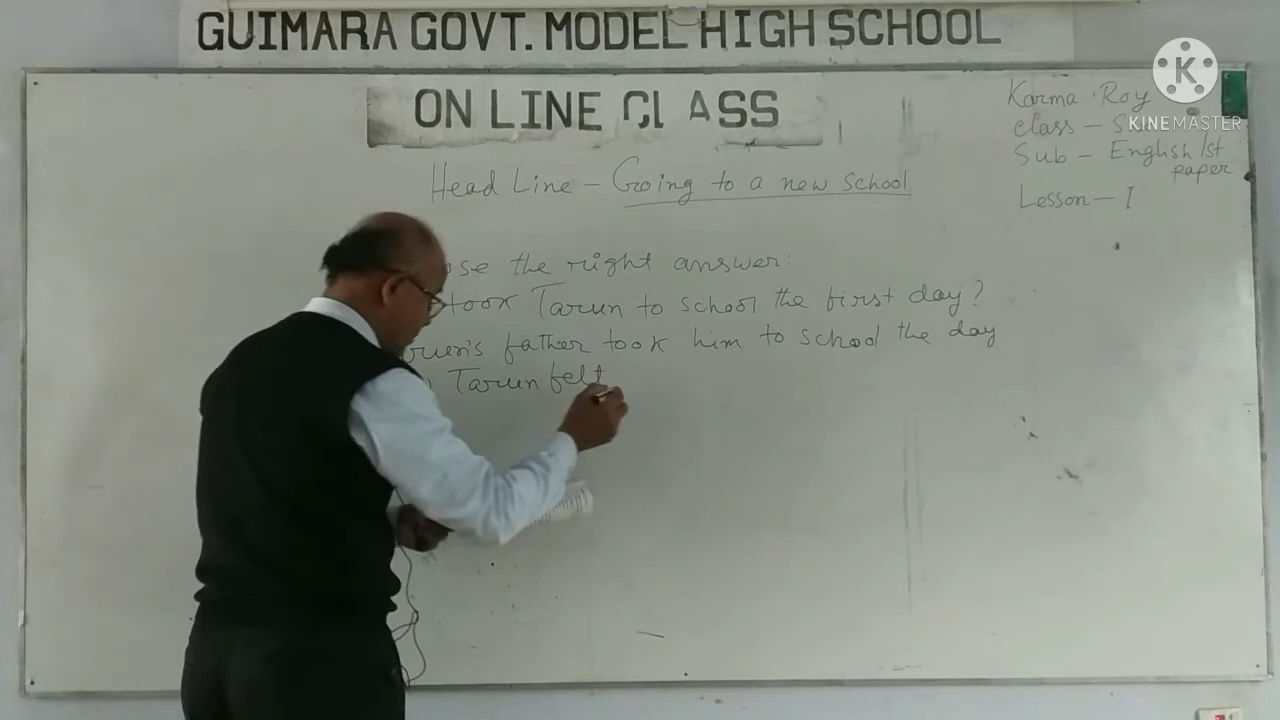 GUIMARA GOVT. MODEL HIGH SCHOOL
ON LINE CLASS
Karma Roy
class –
Sub – English 1st
paper
Lesson – I
KINEMASTER
Head Line – Going to a new school
the right answer:
took Tarun to school the first day?
father took him to school the day
Tarun felt